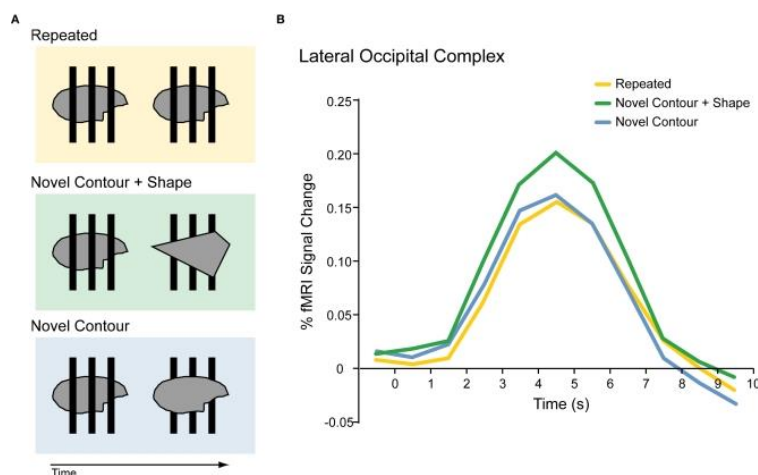 A
Repeated
Novel Contour + Shape
Novel Contour
Time
B
Lateral Occipital Complex
Repeated
Novel Contour + Shape
Novel Contour
% fMRI Signal Change
0.25
0.20
0.15
0.10
0.05
0
-0.05
0 1 2 3 4 5 6 7 8 9 10
Time (s)